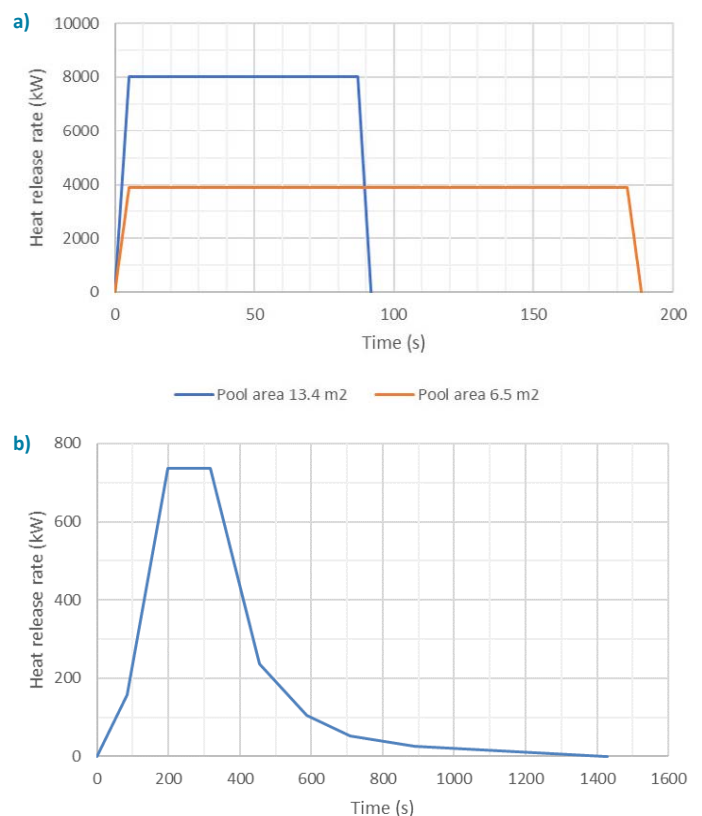 a)
10000
8000
6000
4000
2000
0
Heat release rate (kW)
0 50 100 150 200
Time (s)
Pool area 13.4 m2 Pool area 6.5 m2
b)
800
600
400
200
0
Heat release rate (kW)
0 200 400 600 800 1000 1200 1400 1600
Time (s)